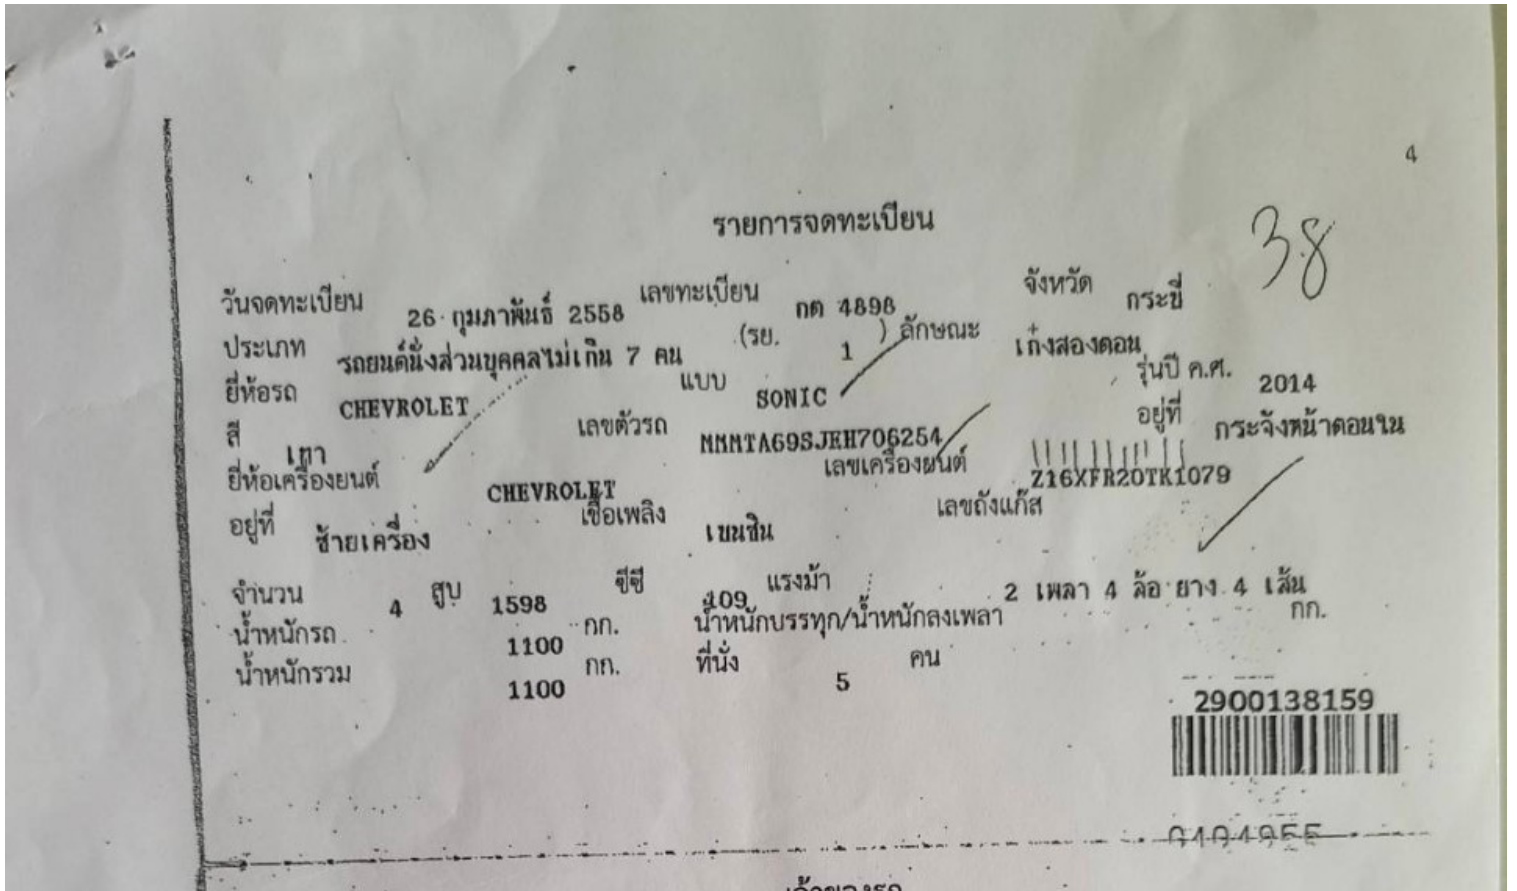 4
รายการจดทะเบียน
38
วันจดทะเบียน 26 กุมภาพันธ์ 2558 เลขทะเบียน กต 4898 จังหวัด กระบี่
ประเภท รถยนต์นั่งส่วนบุคคลไม่เกิน 7 คน (รย. 1 ) ลักษณะ เก๋งสองตอน
ยี่ห้อรถ CHEVROLET แบบ SONIC รุ่นปี ค.ศ. 2014
สี เทา เลขตัวรถ MMMTA69SJEH706254 อยู่ที่ กระจังหน้าตอนใน
ยี่ห้อเครื่องยนต์ CHEVROLET เลขเครื่องยนต์ Z16XFR20TK1079
อยู่ที่ ซ้ายเครื่อง เชื้อเพลิง เบนซิน เลขถังแก๊ส
จำนวน 4 สูบ 1598 ซีซี 109 แรงม้า 2 เพลา 4 ล้อ ยาง 4 เส้น
น้ำหนักรถ 1100 กก. น้ำหนักบรรทุก/น้ำหนักลงเพลา กก.
น้ำหนักรวม 1100 กก. ที่นั่ง 5 คน
2900138159